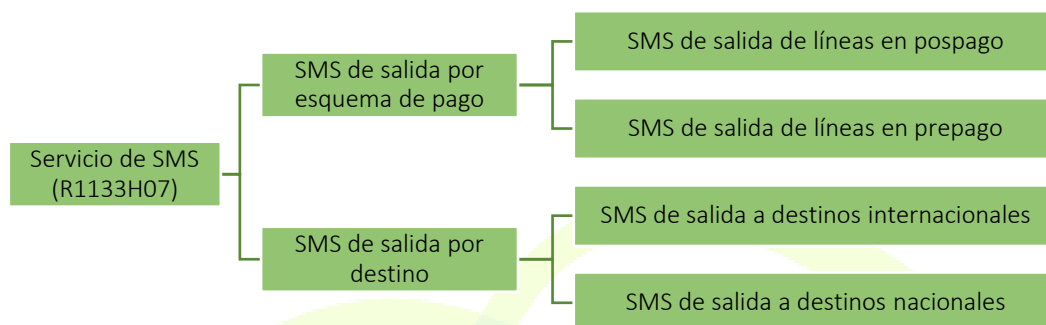 Servicio de SMS
(R1133H07)
SMS de salida por
esquema de pago
SMS de salida de líneas en pospago
SMS de salida de líneas en prepago
SMS de salida por
destino
SMS de salida a destinos internacionales
SMS de salida a destinos nacionales